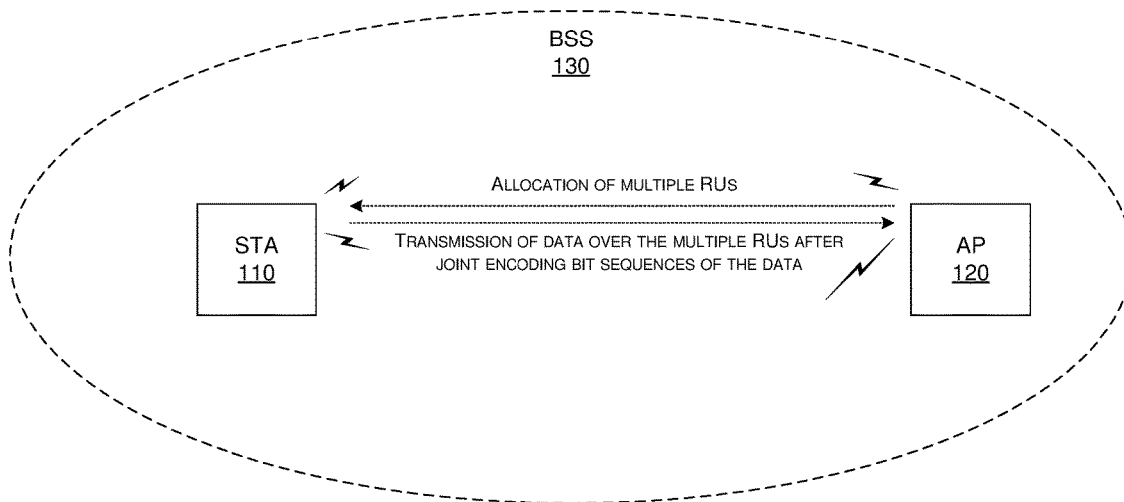 BSS
130
ALLOCATION OF MULTIPLE RUS
STA
110
TRANSMISSION OF DATA OVER THE MULTIPLE RUS AFTER
JOINT ENCODING BIT SEQUENCES OF THE DATA
AP
120